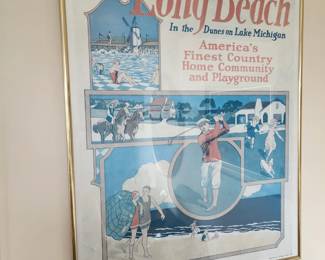 Long Beach
In the Dunes on Lake Michigan
America's
Finest Country
Home Community
and Playground